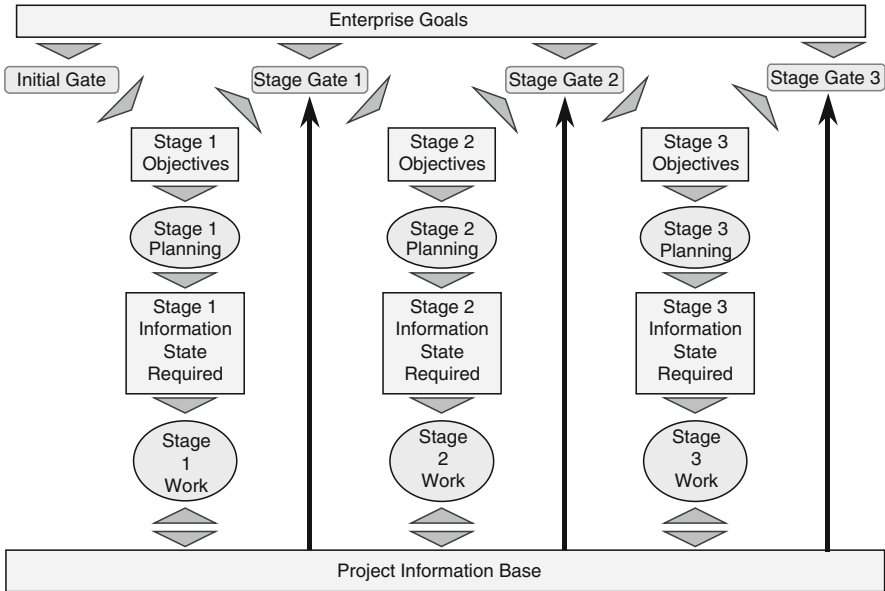 Enterprise Goals
Initial Gate
Stage Gate 1
Stage Gate 2
Stage Gate 3
Stage 1
Objectives
Stage 2
Objectives
Stage 3
Objectives
Stage 1
Planning
Stage 2
Planning
Stage 3
Planning
Stage 1
Information
State
Required
Stage 2
Information
State
Required
Stage 3
Information
State
Required
Stage
1
Work
Stage
2
Work
Stage
3
Work
Project Information Base